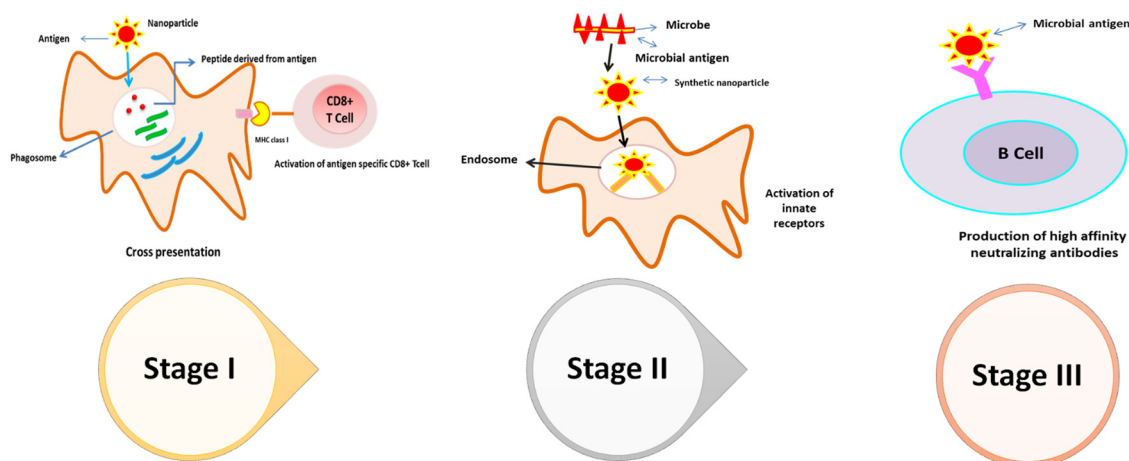 Nanoparticle
Antigen
Peptide derived from antigen
CD8+
T Cell
MHC class I
Phagosome
Activation of antigen specific CD8+ Tcell
Cross presentation
Stage I
Microbe
Microbial antigen
Synthetic nanoparticle
Endosome
Activation of
innate
receptors
Stage II
Microbial antigen
B Cell
Production of high affinity
neutralizing antibodies
Stage III